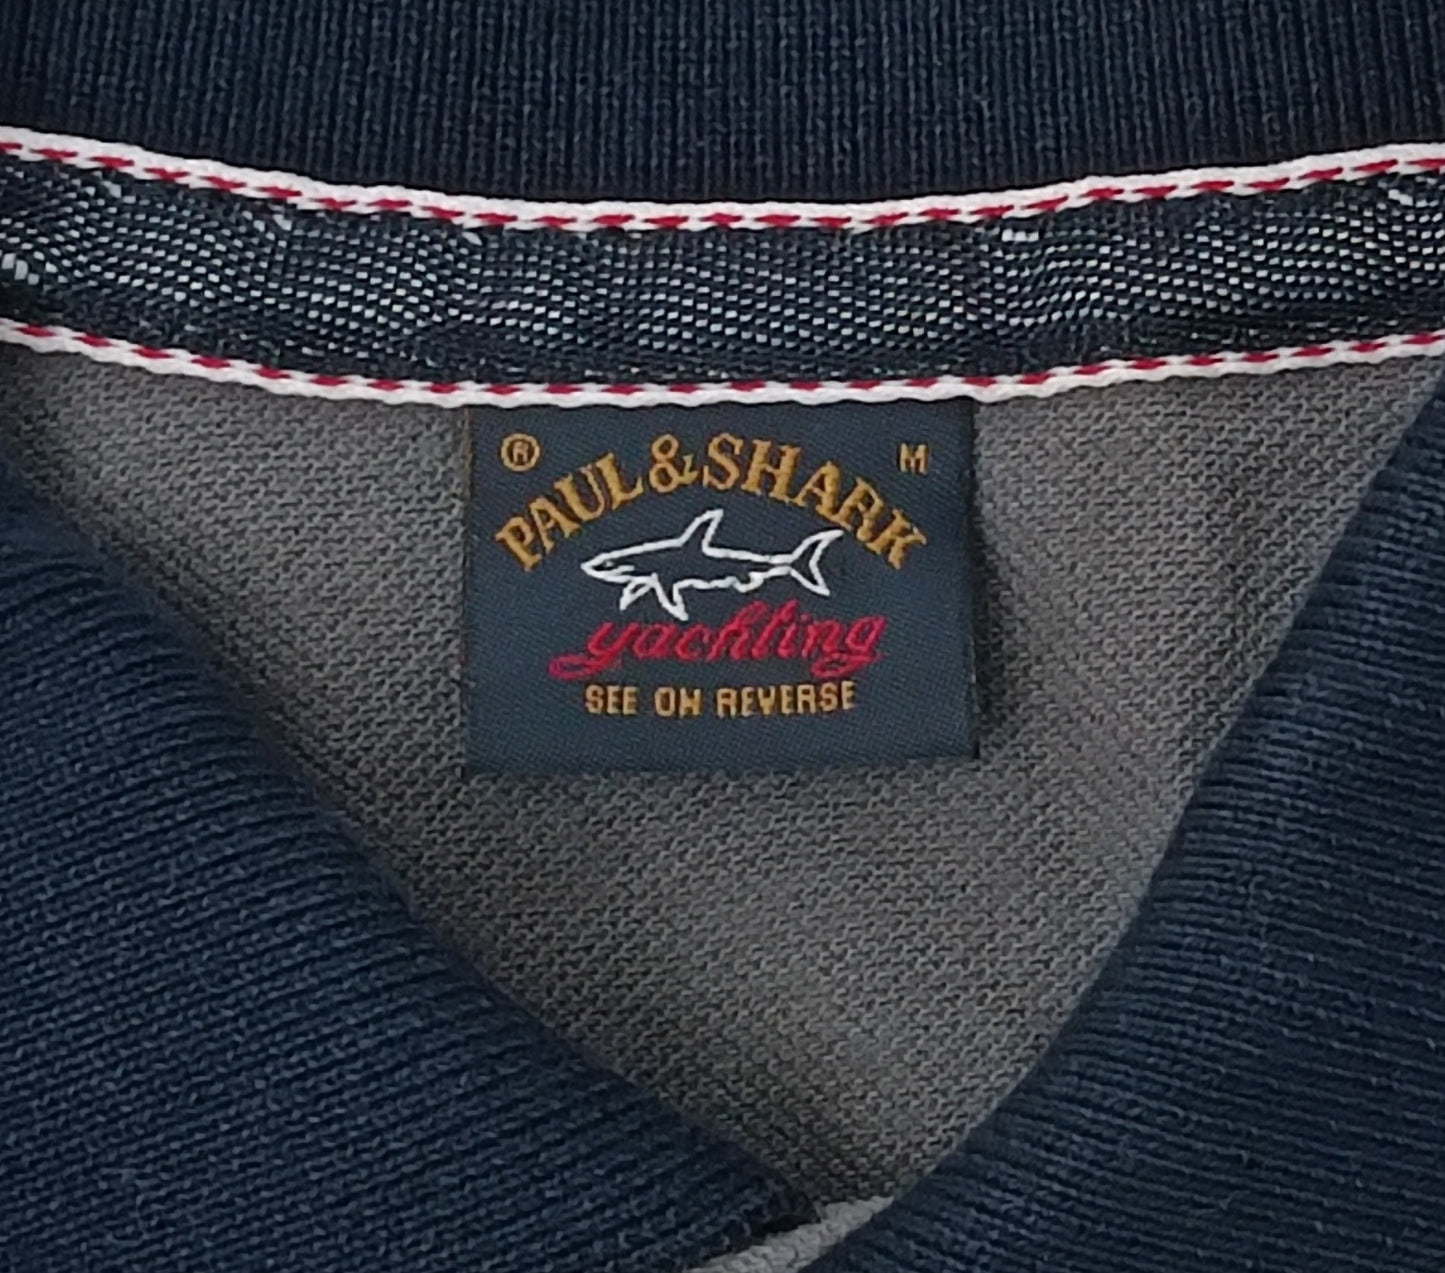 ® M
PAUL & SHARK
yachting
SEE ON REVERSE